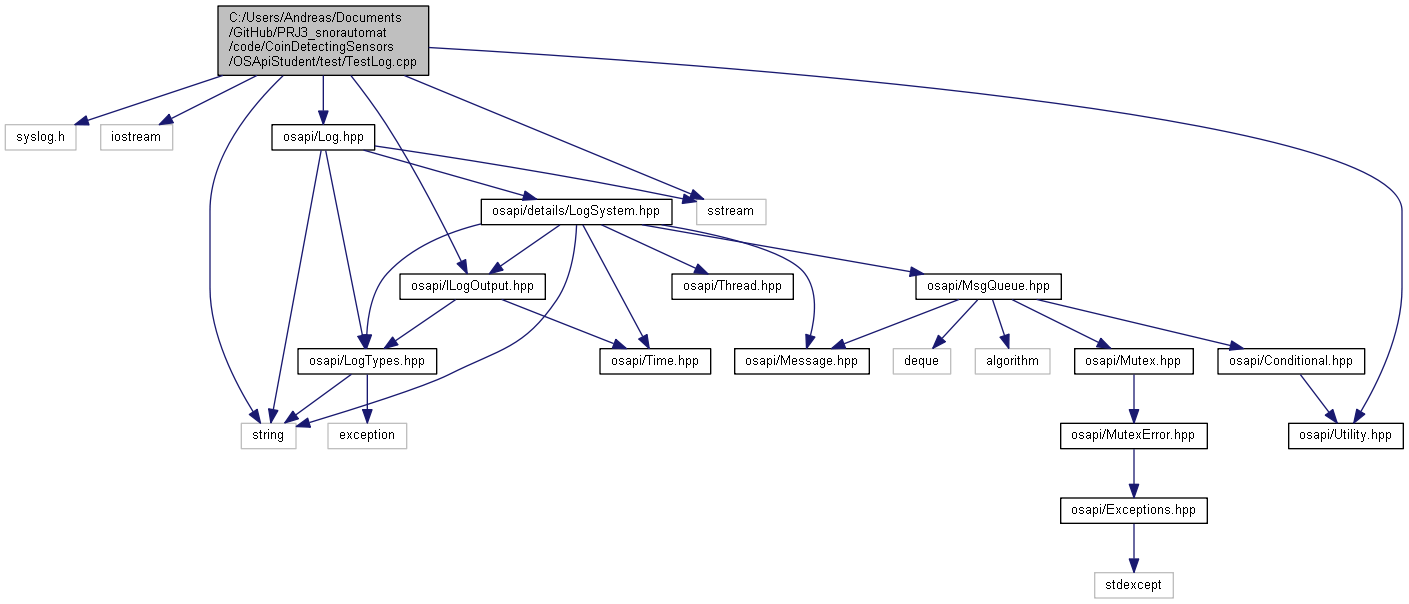 C:/Users/Andreas/Documents
/GitHub/PRJ3_snorautomat
/code/CoinDetectingSensors
/OSApiStudent/test/TestLog.cpp
syslog.h
iostream
osapi/Log.hpp
osapi/details/LogSystem.hpp
sstream
osapi/ILogOutput.hpp
osapi/Thread.hpp
osapi/MsgQueue.hpp
osapi/LogTypes.hpp
osapi/Time.hpp
osapi/Message.hpp
deque
algorithm
osapi/Mutex.hpp
osapi/Conditional.hpp
string
exception
osapi/MutexError.hpp
osapi/Utility.hpp
osapi/Exceptions.hpp
stdexcept